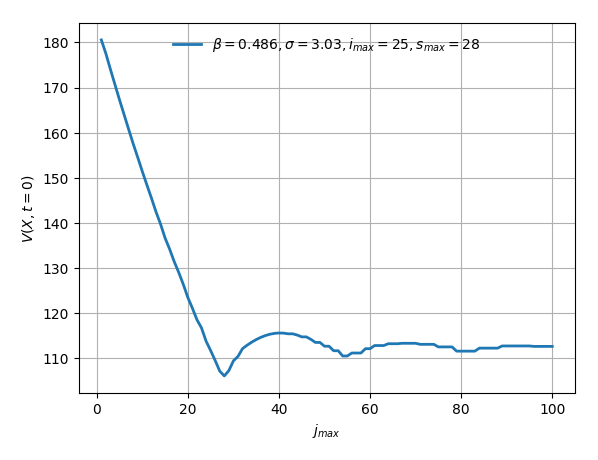 β = 0.486, σ = 3.03, i_max = 25, s_max = 28
180
170
160
150
140
130
120
110
V(X, t = 0)
0 20 40 60 80 100
j_max